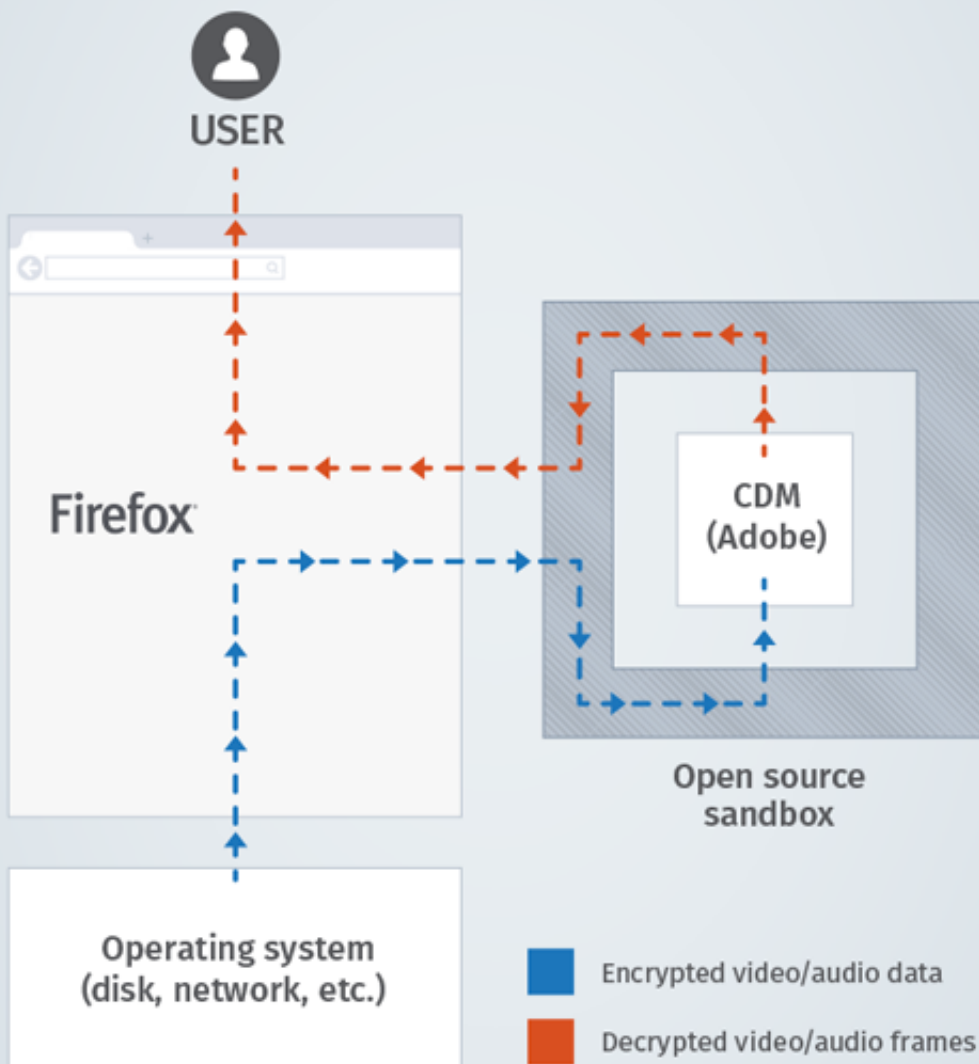 USER
Firefox
CDM
(Adobe)
Open source
sandbox
Operating system
(disk, network, etc.)
Encrypted video/audio data
Decrypted video/audio frames